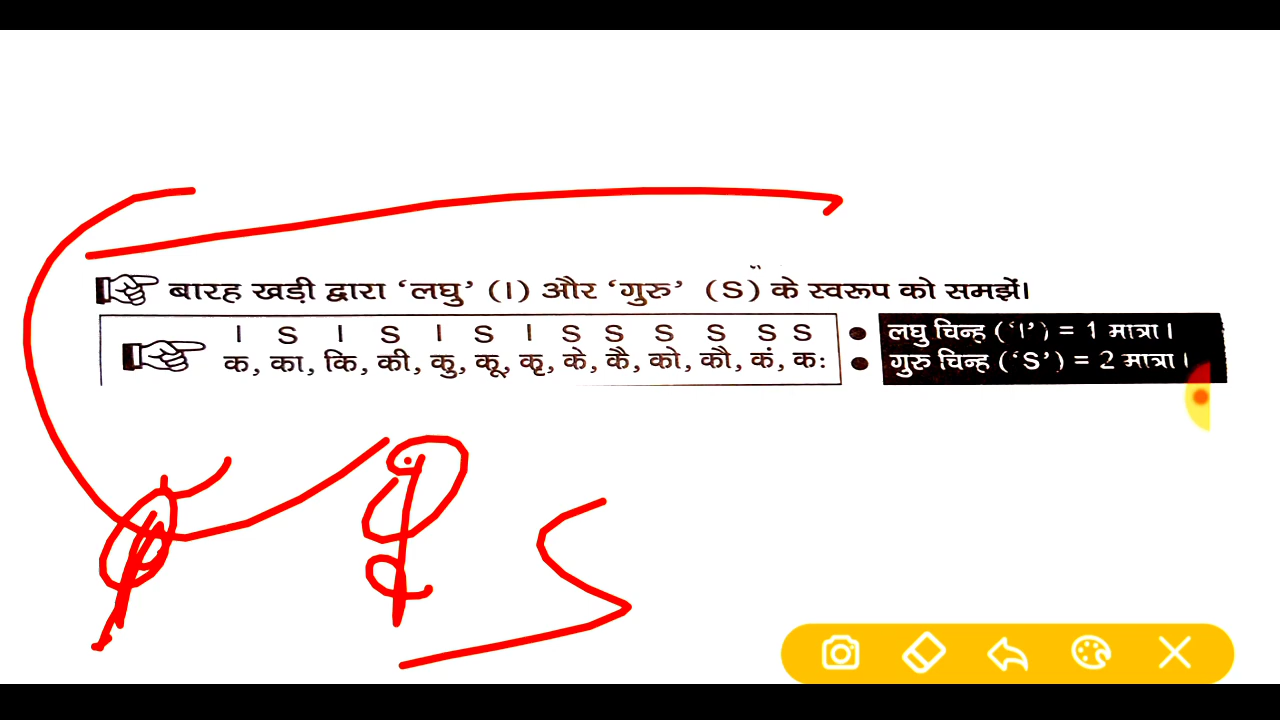 बारह खड़ी द्वारा ‘लघु’ (I) और ‘गुरु’ (S) के स्वरूप को समझें।
I S I S I S I S S S S S S
क, का, कि, की, कु, कू, कृ, के, कै, को, कौ, कं, कः
● लघु चिन्ह (‘I’) = 1 मात्रा।
● गुरु चिन्ह (‘S’) = 2 मात्रा।